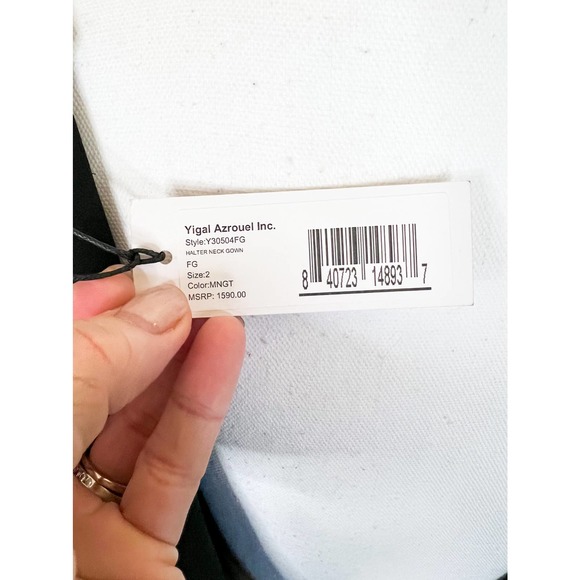 Yigal Azrouel Inc.
Style:Y30504FG
HALTER NECK GOWN
FG
Size:2
Color:MNGT
MSRP: 1590.00
8 40723 14893 7